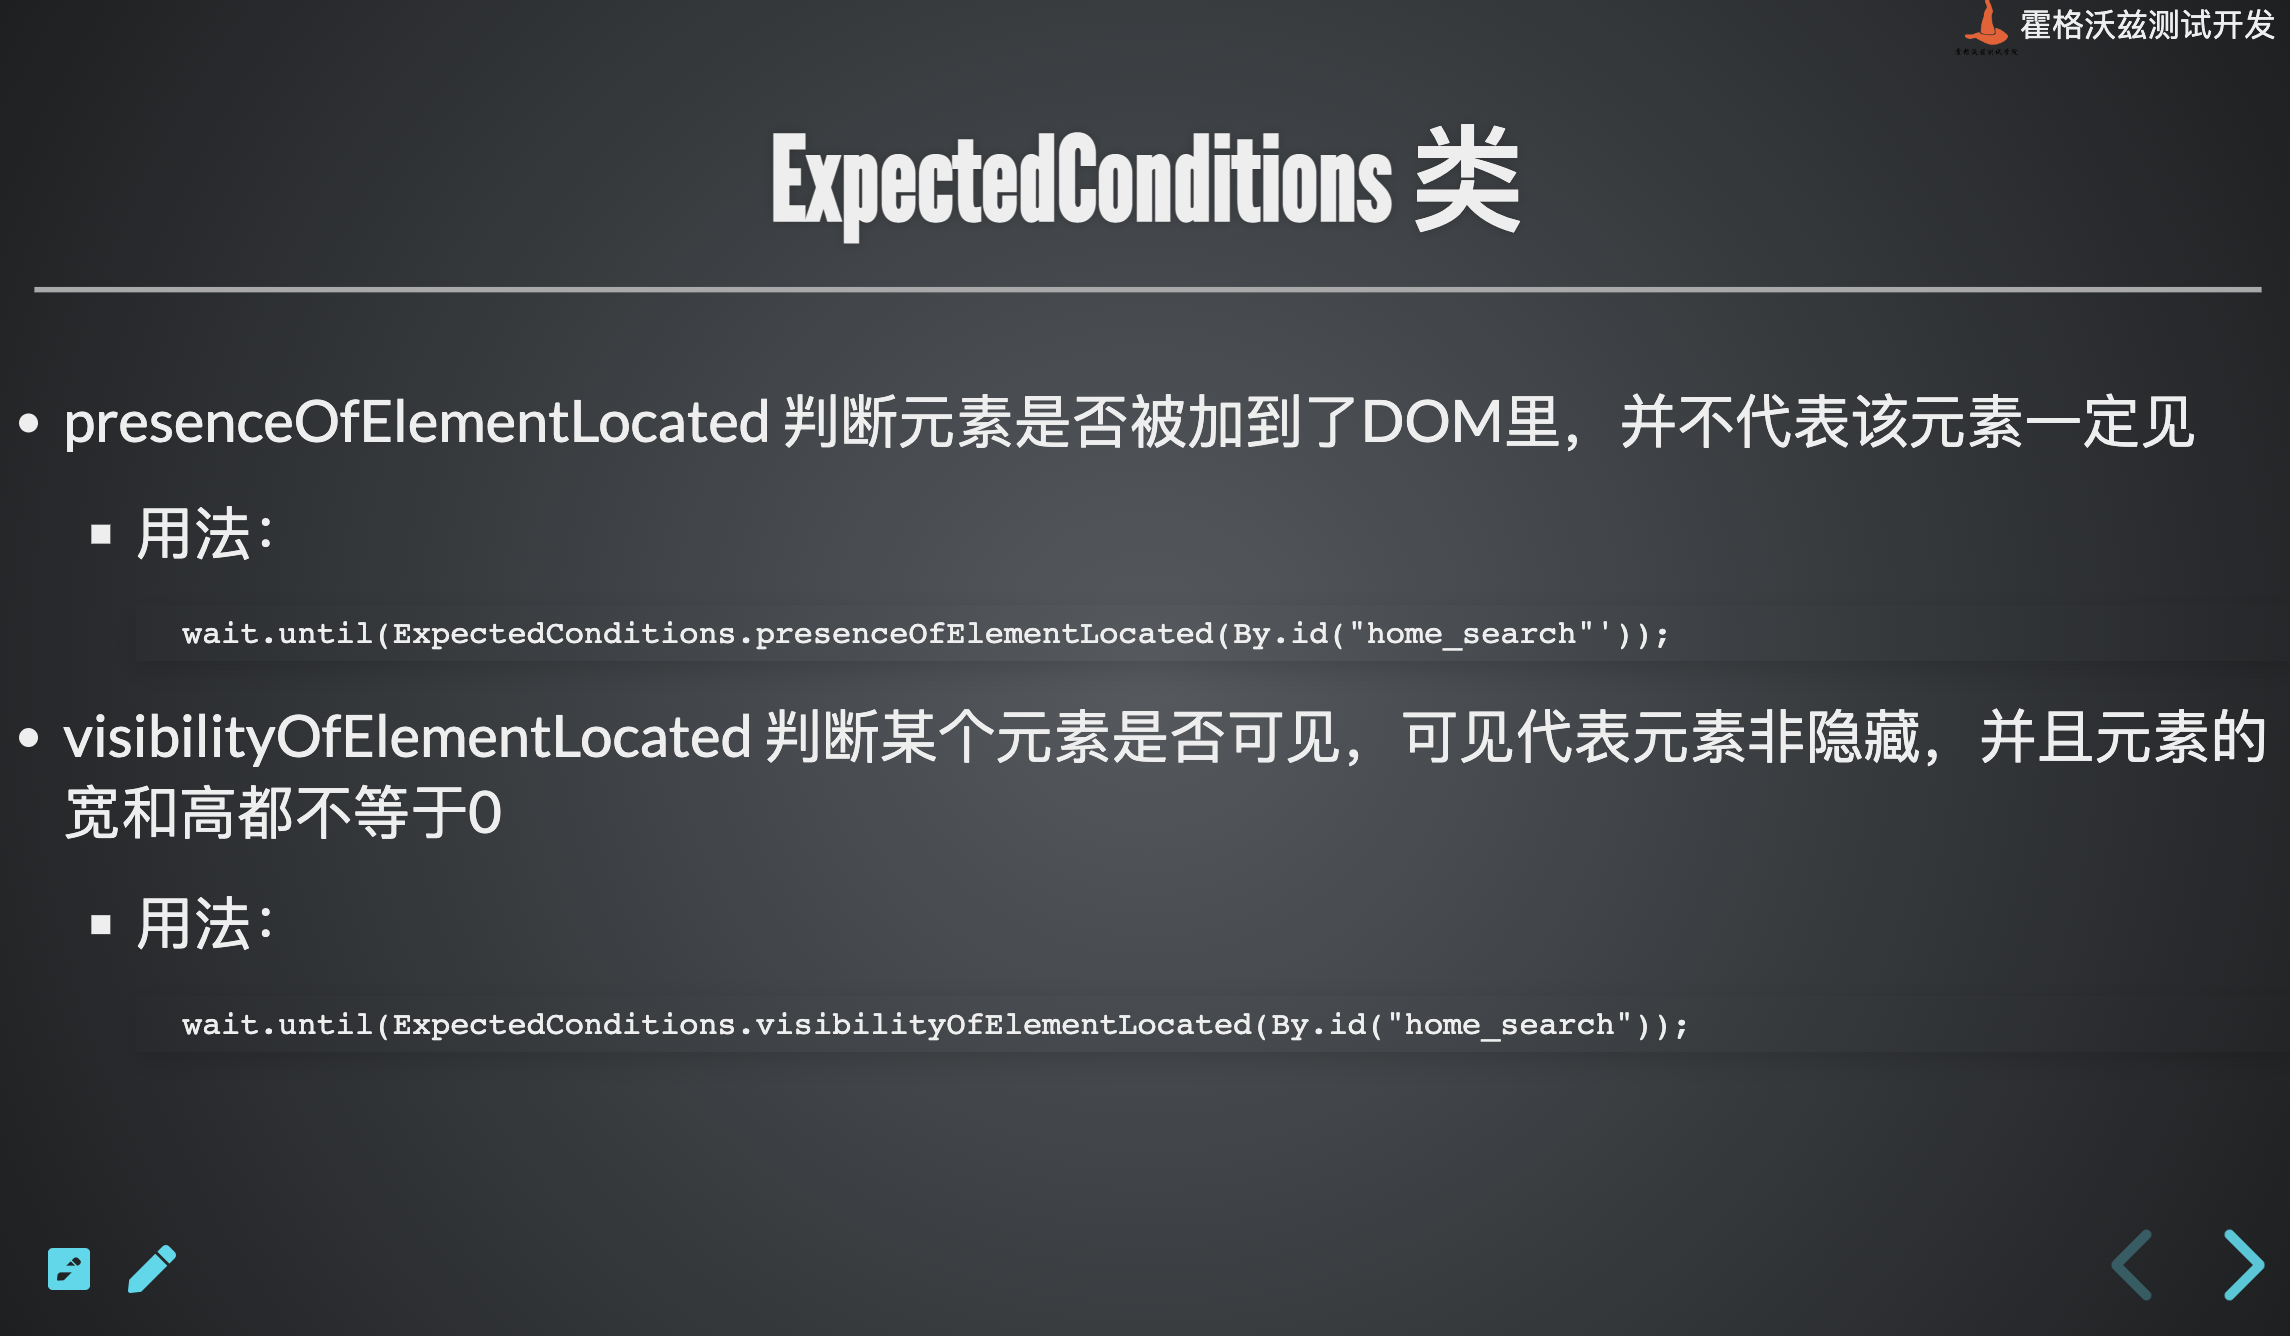 霍格沃兹测试开发
ExpectedConditions 类
presenceOfElementLocated 判断元素是否被加到了DOM里，并不代表该元素一定见
用法：
wait.until(ExpectedConditions.presenceOfElementLocated(By.id("home_search"'));
visibilityOfElementLocated 判断某个元素是否可见，可见代表元素非隐藏，并且元素的
宽和高都不等于0
用法：
wait.until(ExpectedConditions.visibilityOfElementLocated(By.id("home_search"));